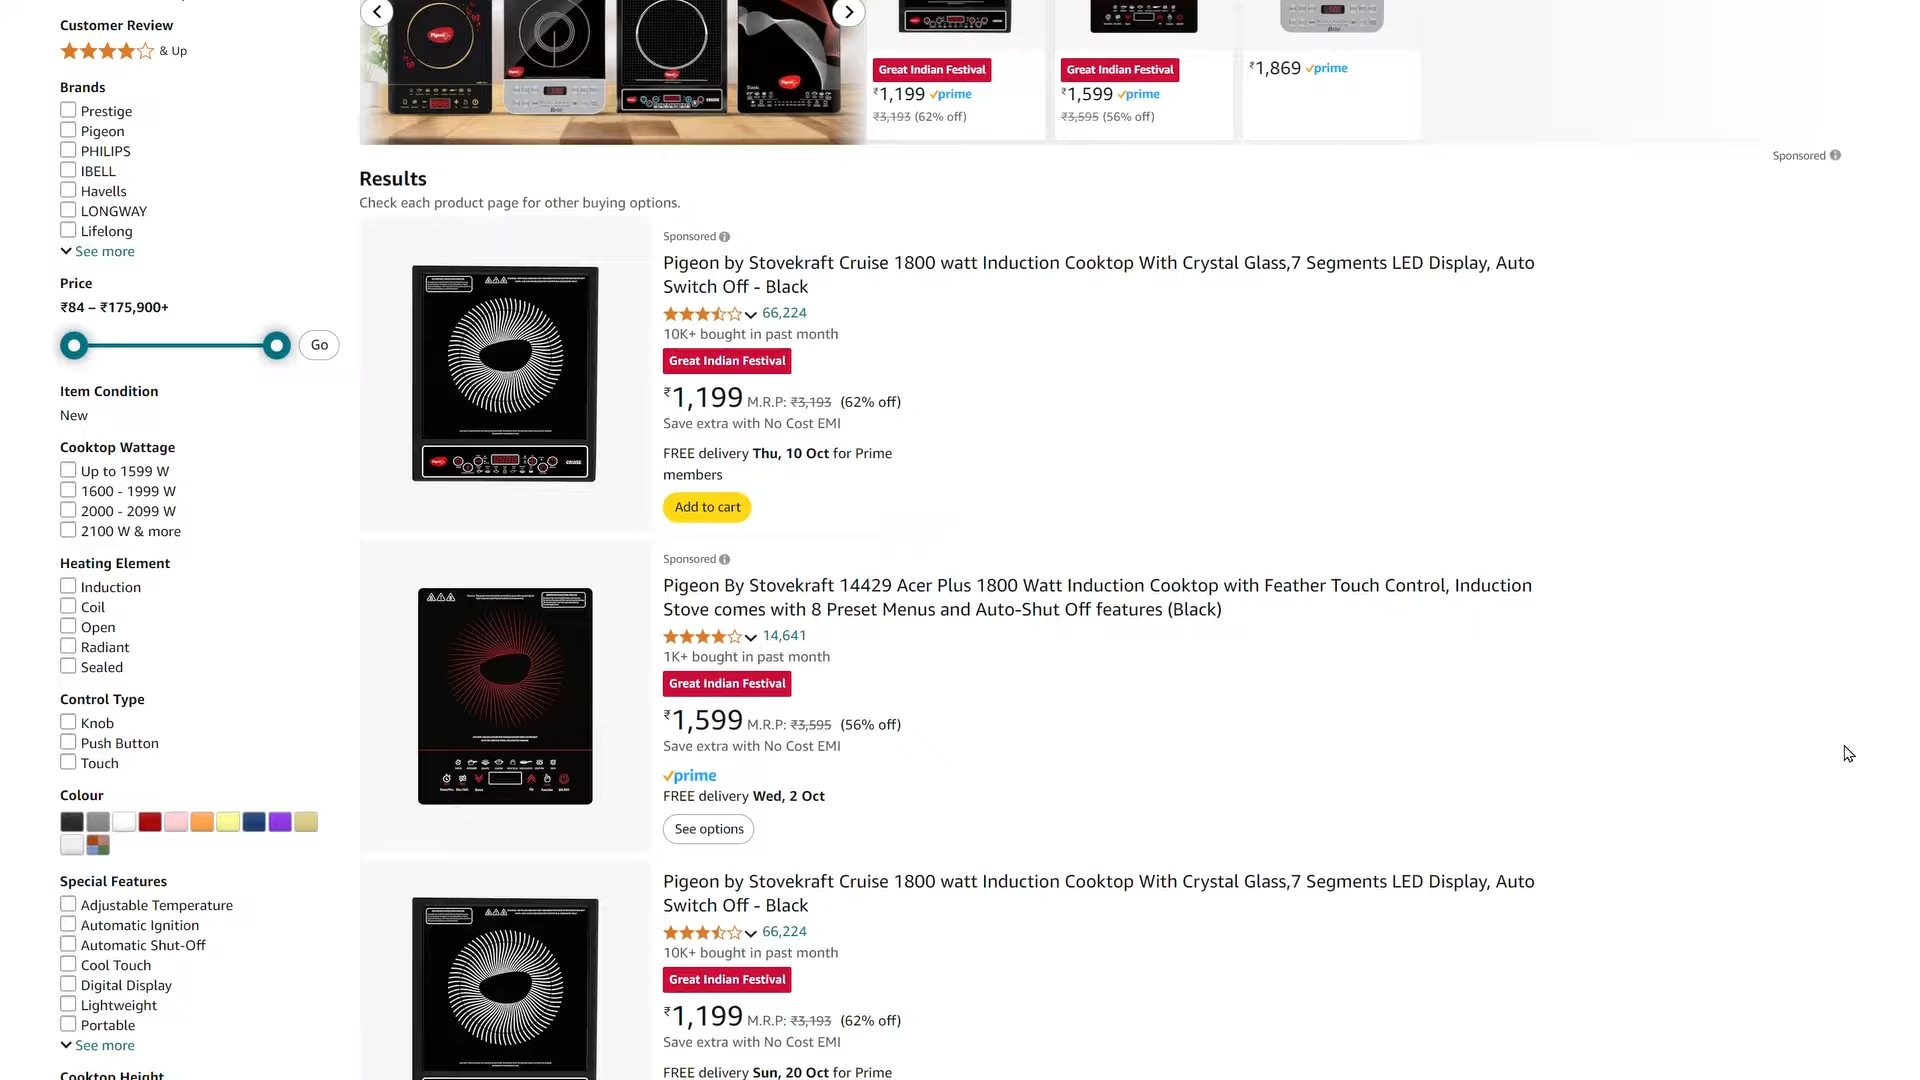 Customer Review
& Up
Brands
Prestige
Pigeon
PHILIPS
IBELL
Havells
LONGWAY
Lifelong
See more
Price
₹84 – ₹175,900+
Go
Item Condition
New
Cooktop Wattage
Up to 1599 W
1600 - 1999 W
2000 - 2099 W
2100 W & more
Heating Element
Induction
Coil
Open
Radiant
Sealed
Control Type
Knob
Push Button
Touch
Colour
Special Features
Adjustable Temperature
Automatic Ignition
Automatic Shut-Off
Cool Touch
Digital Display
Lightweight
Portable
See more
Cooktop Height
Great Indian Festival
₹1,199 prime
₹3,193 (62% off)
Great Indian Festival
₹1,599 prime
₹3,595 (56% off)
₹1,869 prime
Sponsored
Results
Check each product page for other buying options.
Sponsored
Pigeon by Stovekraft Cruise 1800 watt Induction Cooktop With Crystal Glass,7 Segments LED Display, Auto
Switch Off - Black
66,224
10K+ bought in past month
Great Indian Festival
₹1,199 M.R.P: ₹3,193 (62% off)
Save extra with No Cost EMI
FREE delivery Thu, 10 Oct for Prime
members
Add to cart
CRUISE
Sponsored
Pigeon By Stovekraft 14429 Acer Plus 1800 Watt Induction Cooktop with Feather Touch Control, Induction
Stove comes with 8 Preset Menus and Auto-Shut Off features (Black)
14,641
1K+ bought in past month
Great Indian Festival
₹1,599 M.R.P: ₹3,595 (56% off)
Save extra with No Cost EMI
prime
FREE delivery Wed, 2 Oct
See options
Pigeon by Stovekraft Cruise 1800 watt Induction Cooktop With Crystal Glass,7 Segments LED Display, Auto
Switch Off - Black
66,224
10K+ bought in past month
Great Indian Festival
₹1,199 M.R.P: ₹3,193 (62% off)
Save extra with No Cost EMI
FREE delivery Sun, 20 Oct for Prime